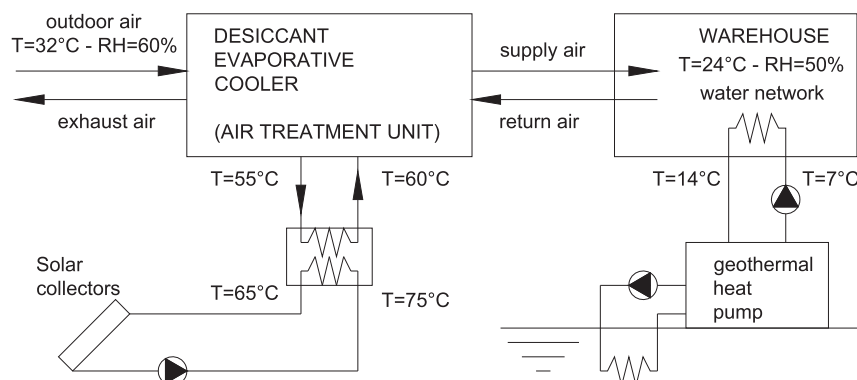 outdoor air
T=32°C - RH=60%
exhaust air
DESICCANT
EVAPORATIVE
COOLER
(AIR TREATMENT UNIT)
supply air
return air
WAREHOUSE
T=24°C - RH=50%
water network
T=55°C
T=60°C
T=14°C
T=7°C
Solar
collectors
T=65°C
T=75°C
geothermal
heat
pump